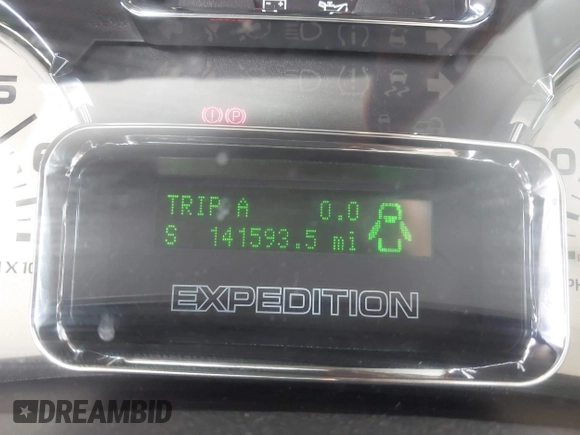 TRIP A 0.0
S 141593.5 mi
EXPEDITION
DREAMBID